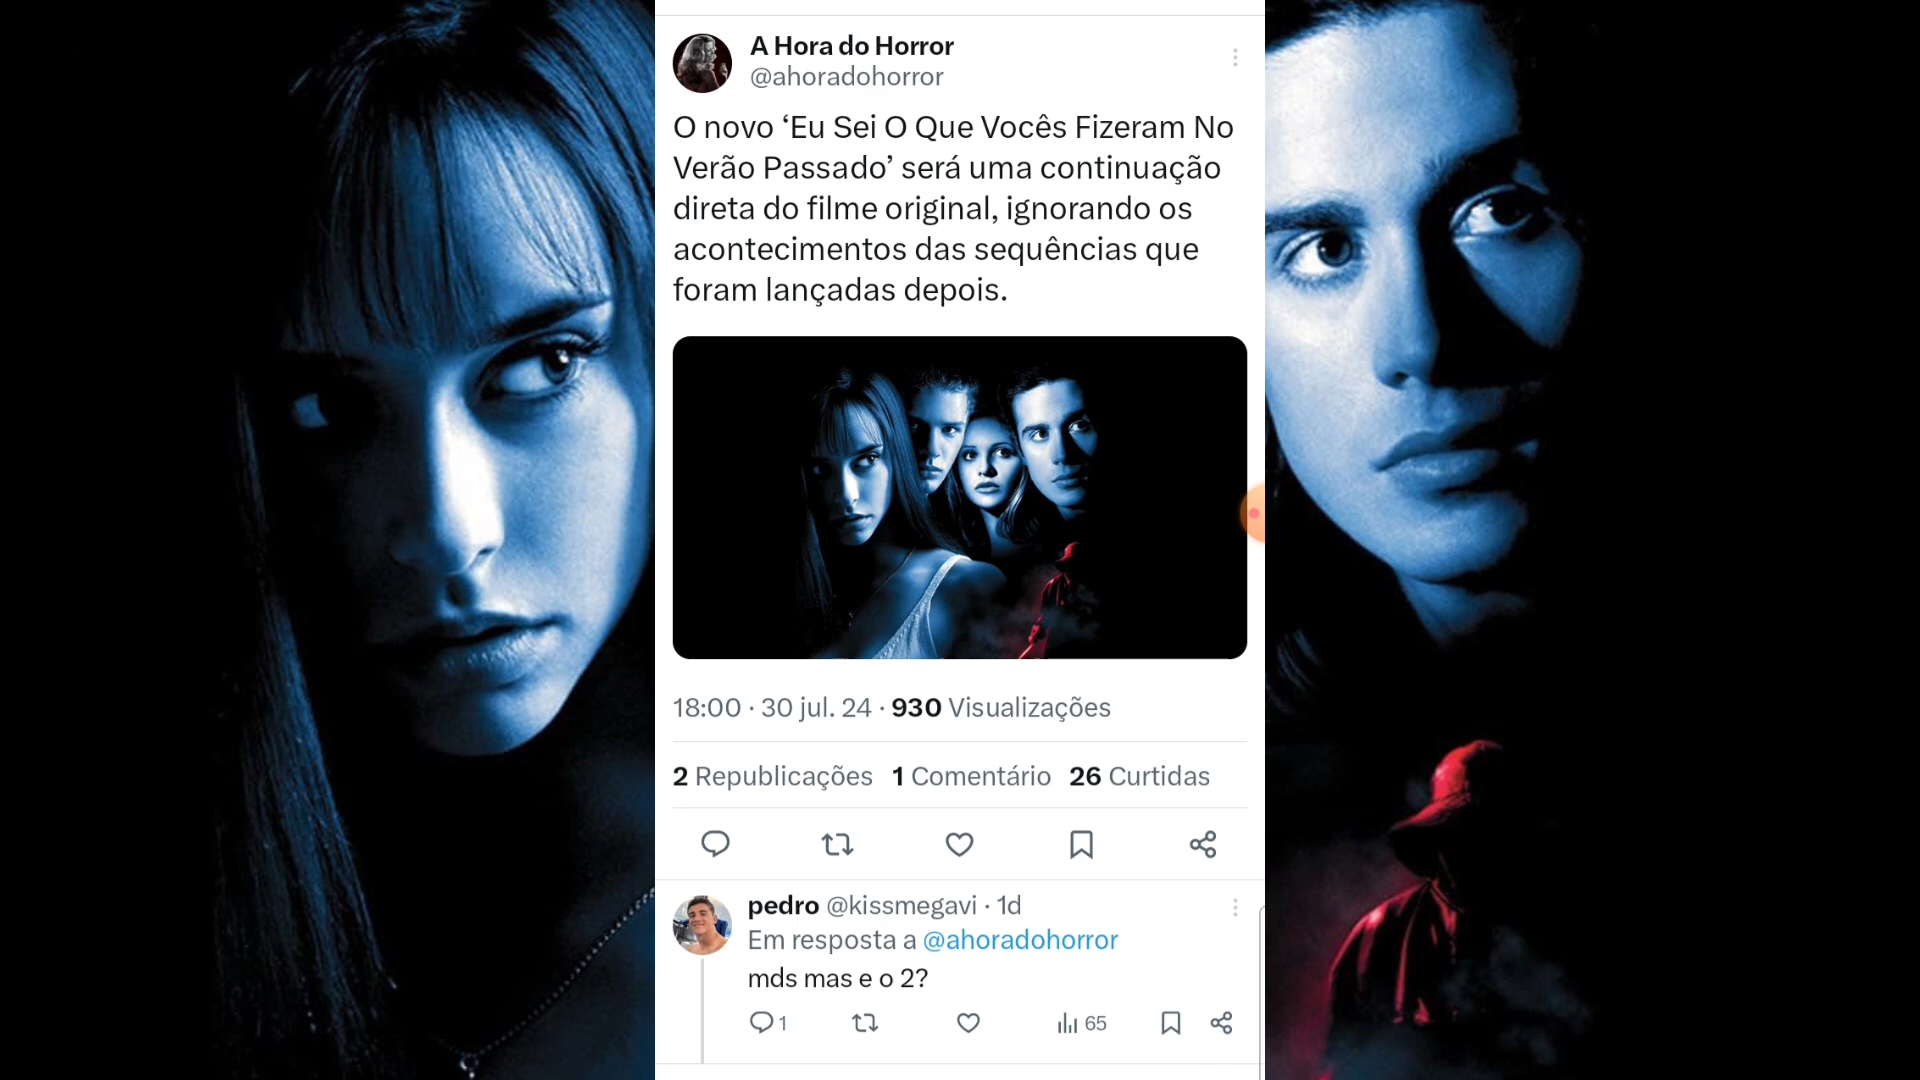 A Hora do Horror
@ahoradohorror
O novo ‘Eu Sei O Que Vocês Fizeram No
Verão Passado’ será uma continuação
direta do filme original, ignorando os
acontecimentos das sequências que
foram lançadas depois.
18:00 · 30 jul. 24 · 930 Visualizações
2 Republicações 1 Comentário 26 Curtidas
pedro @kissmegavi · 1d
Em resposta a @ahoradohorror
mds mas e o 2?
1 65